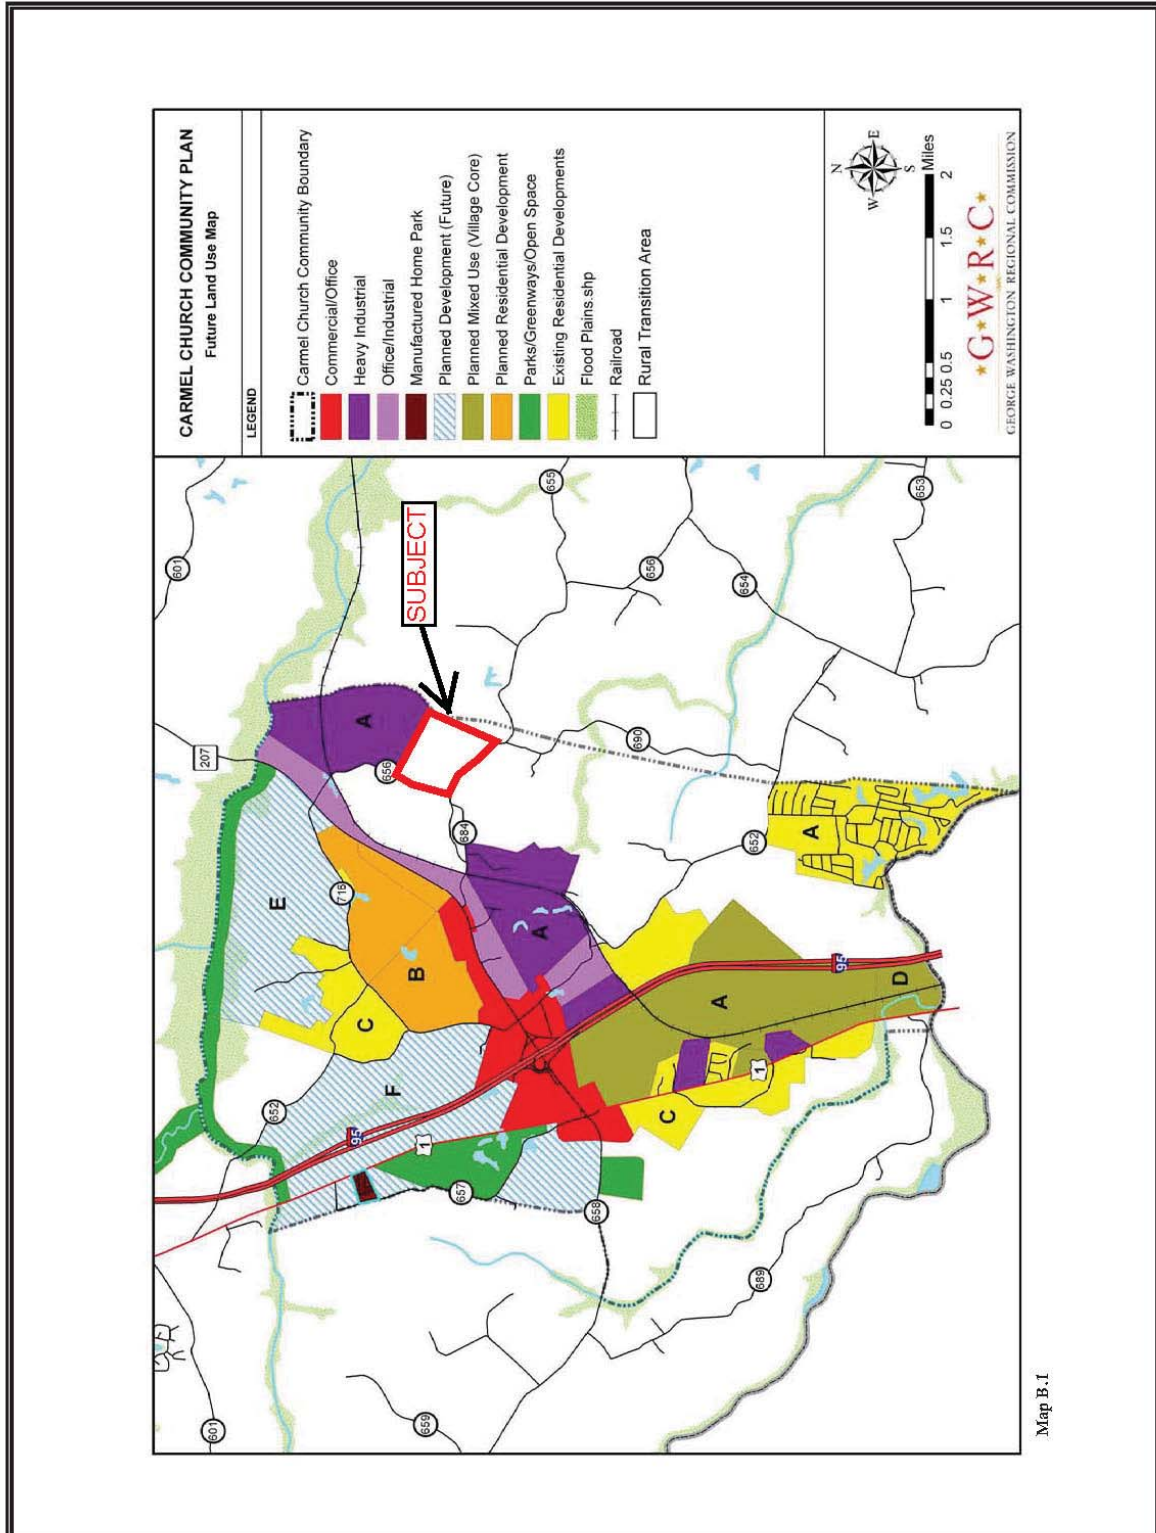 CARMEL CHURCH COMMUNITY PLAN
Future Land Use Map
LEGEND
Carmel Church Community Boundary
Commercial/Office
Heavy Industrial
Office/Industrial
Manufactured Home Park
Planned Development (Future)
Planned Mixed Use (Village Core)
Planned Residential Development
Parks/Greenways/Open Space
Existing Residential Developments
Flood Plains.shp
Railroad
Rural Transition Area
N
W E
S
0 0.25 0.5 1 1.5 2 Miles
G·W·R·C
GEORGE WASHINGTON REGIONAL COMMISSION
SUBJECT
601
655
656
654
653
207
A
656
690
684
652
A
E
716
B
A
C
95
A
D
F
652
95
1
1
C
657
658
689
601
659
Map B.1